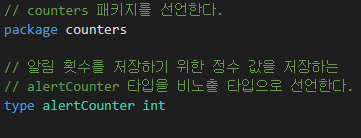 // counters 패키지를 선언한다.
package counters
// 알림 횟수를 저장하기 위한 정수 값을 저장하는
// alertCounter 타입을 비노출 타입으로 선언한다.
type alertCounter int